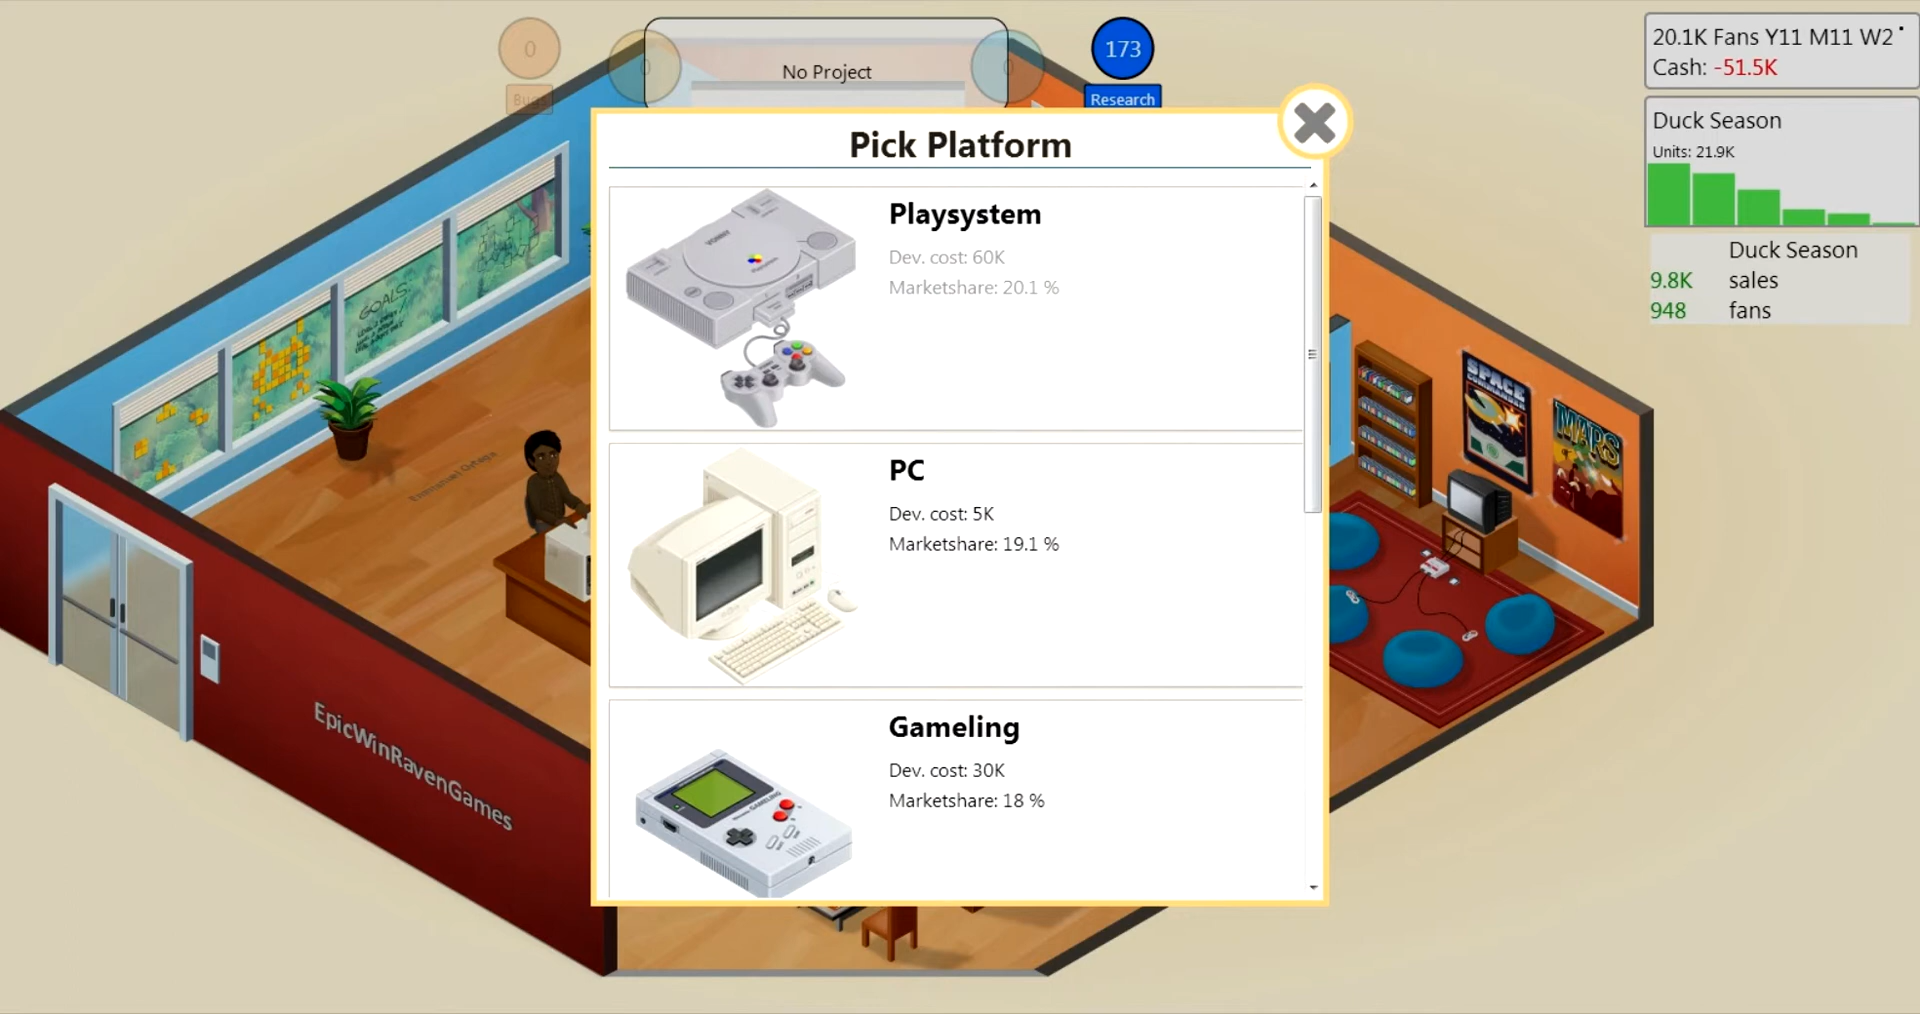 0
No Project
173
Bugs
Research
20.1K Fans Y11 M11 W2
Cash: -51.5K
Duck Season
Units: 21.9K
Duck Season
9.8K sales
948 fans
Pick Platform
Playsystem
Dev. cost: 60K
Marketshare: 20.1 %
PC
Dev. cost: 5K
Marketshare: 19.1 %
Gameling
Dev. cost: 30K
Marketshare: 18 %
GOALS:
SPACE
MARS
EpicWinRavenGames